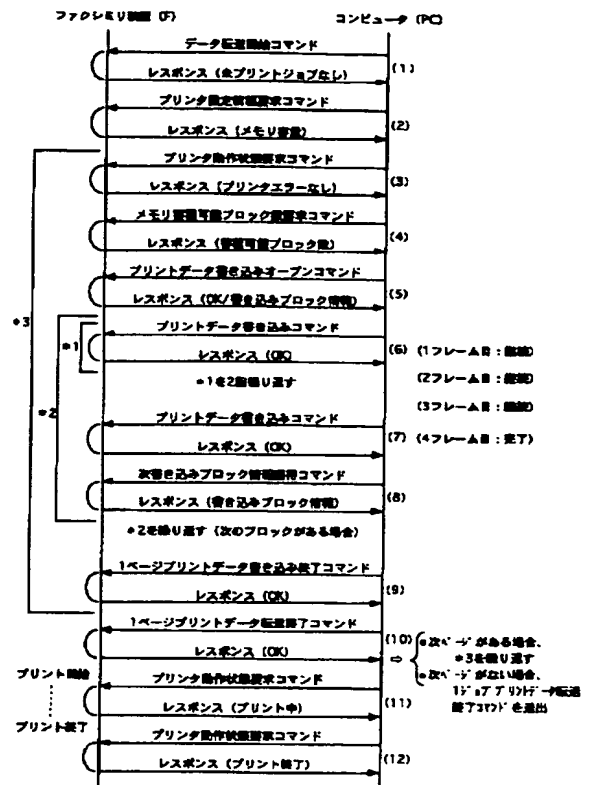 ファクシミリ装置 (F)
コンピュータ (PC)
データ転送開始コマンド
レスポンス (未プリントジョブなし)
(1)
プリンタ設定情報要求コマンド
レスポンス (メモリ容量)
(2)
プリンタ動作状態要求コマンド
レスポンス (プリンタエラーなし)
(3)
メモリ蓄積可能ブロック数要求コマンド
レスポンス (蓄積可能ブロック数)
(4)
プリントデータ書き込みオープンコマンド
レスポンス (OK/書き込みブロック情報)
(5)
*3
プリントデータ書き込みコマンド
*1
レスポンス (OK)
(6) (1フレーム目:継続)
*1を2回繰り返す
(2フレーム目:継続)
*2
(3フレーム目:継続)
プリントデータ書き込みコマンド
レスポンス (OK)
(7) (4フレーム目:完了)
次書き込みブロック情報獲得コマンド
レスポンス (書き込みブロック情報)
(8)
*2を繰り返す (次のブロックがある場合)
1ページプリントデータ書き込み終了コマンド
レスポンス (OK)
(9)
1ページプリントデータ転送終了コマンド
レスポンス (OK)
(10)
⇨
*次ページがある場合、
*3を繰り返す
*次ページがない場合、
1ジョブプリントデータ転送
終了コマンドを送出
プリント開始
プリンタ動作状態要求コマンド
レスポンス (プリント中)
(11)
プリント終了
プリンタ動作状態要求コマンド
レスポンス (プリント終了)
(12)